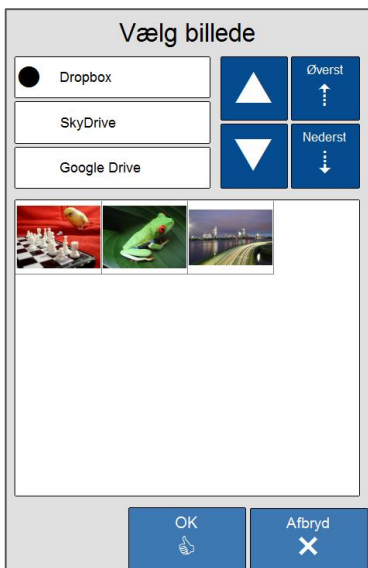 Vælg billede
Dropbox
SkyDrive
Google Drive
Øverst
Nederst
OK
Afbryd